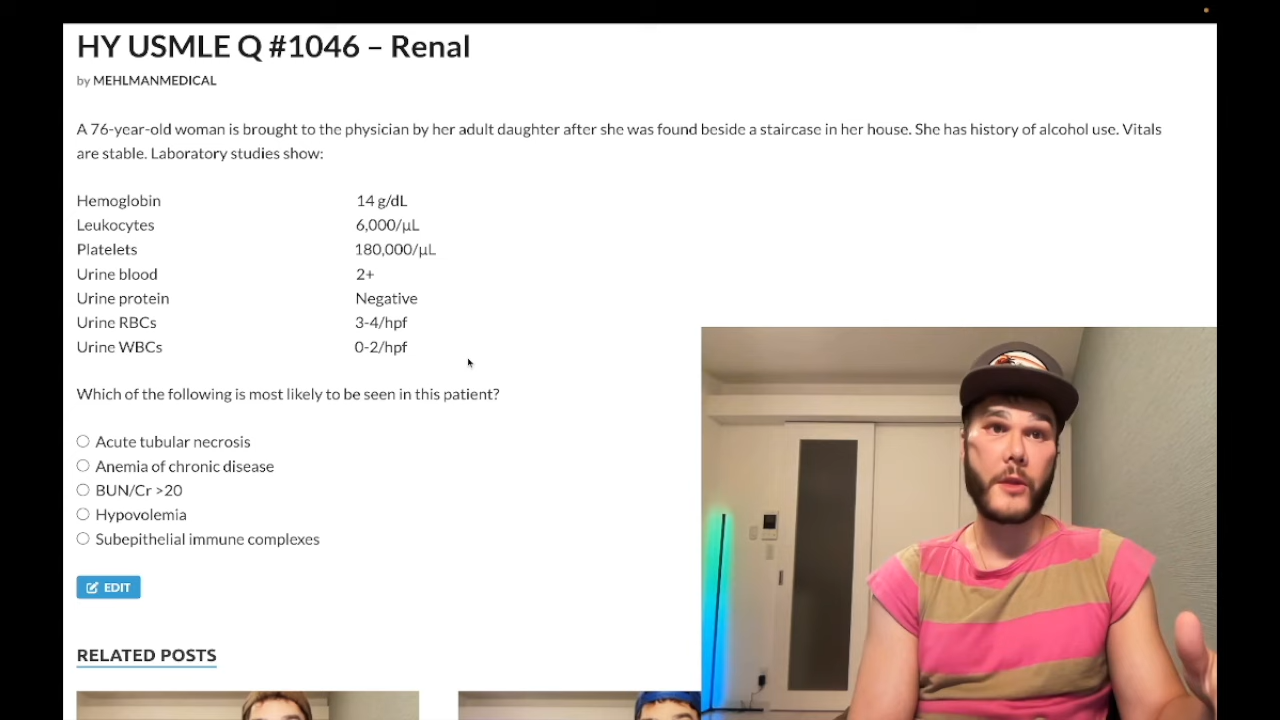 HY USMLE Q #1046 – Renal
by MEHLMANMEDICAL
A 76-year-old woman is brought to the physician by her adult daughter after she was found beside a staircase in her house. She has history of alcohol use. Vitals
are stable. Laboratory studies show:
Hemoglobin 14 g/dL
Leukocytes 6,000/μL
Platelets 180,000/μL
Urine blood 2+
Urine protein Negative
Urine RBCs 3-4/hpf
Urine WBCs 0-2/hpf
Which of the following is most likely to be seen in this patient?
Acute tubular necrosis
Anemia of chronic disease
BUN/Cr >20
Hypovolemia
Subepithelial immune complexes
EDIT
RELATED POSTS